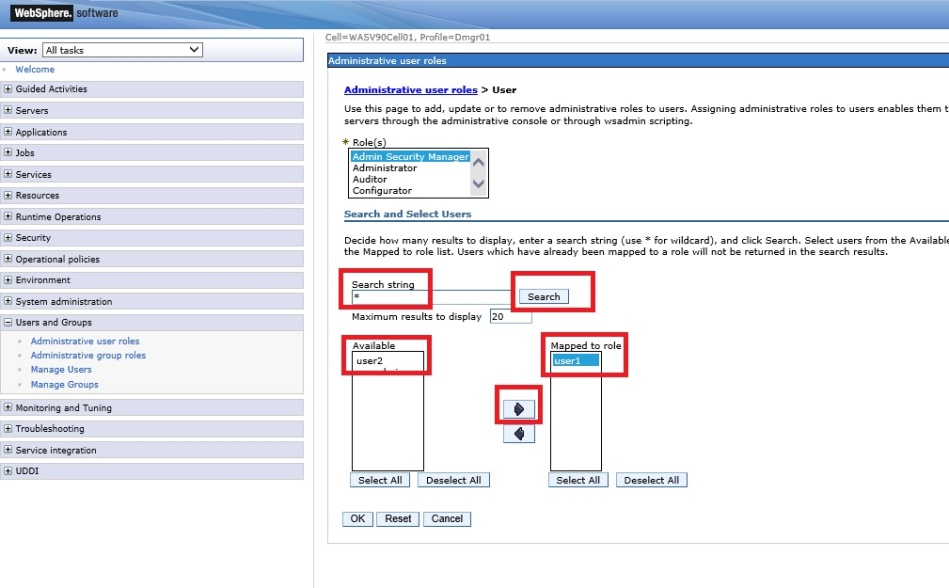 WebSphere. software
View: All tasks
Welcome
Guided Activities
Servers
Applications
Jobs
Services
Resources
Runtime Operations
Security
Operational policies
Environment
System administration
Users and Groups
Administrative user roles
Administrative group roles
Manage Users
Manage Groups
Monitoring and Tuning
Troubleshooting
Service integration
UDDI
Cell=WASV90Cell01, Profile=Dmgr01
Administrative user roles
Administrative user roles > User
Use this page to add, update or to remove administrative roles to users. Assigning administrative roles to users enables them t
servers through the administrative console or through wsadmin scripting.
* Role(s)
Admin Security Manager
Administrator
Auditor
Configurator
Search and Select Users
Decide how many results to display, enter a search string (use * for wildcard), and click Search. Select users from the Available
the Mapped to role list. Users which have already been mapped to a role will not be returned in the search results.
Search string
* Search
Maximum results to display 20
Available Mapped to role
user2 user1
Select All Deselect All Select All Deselect All
OK Reset Cancel